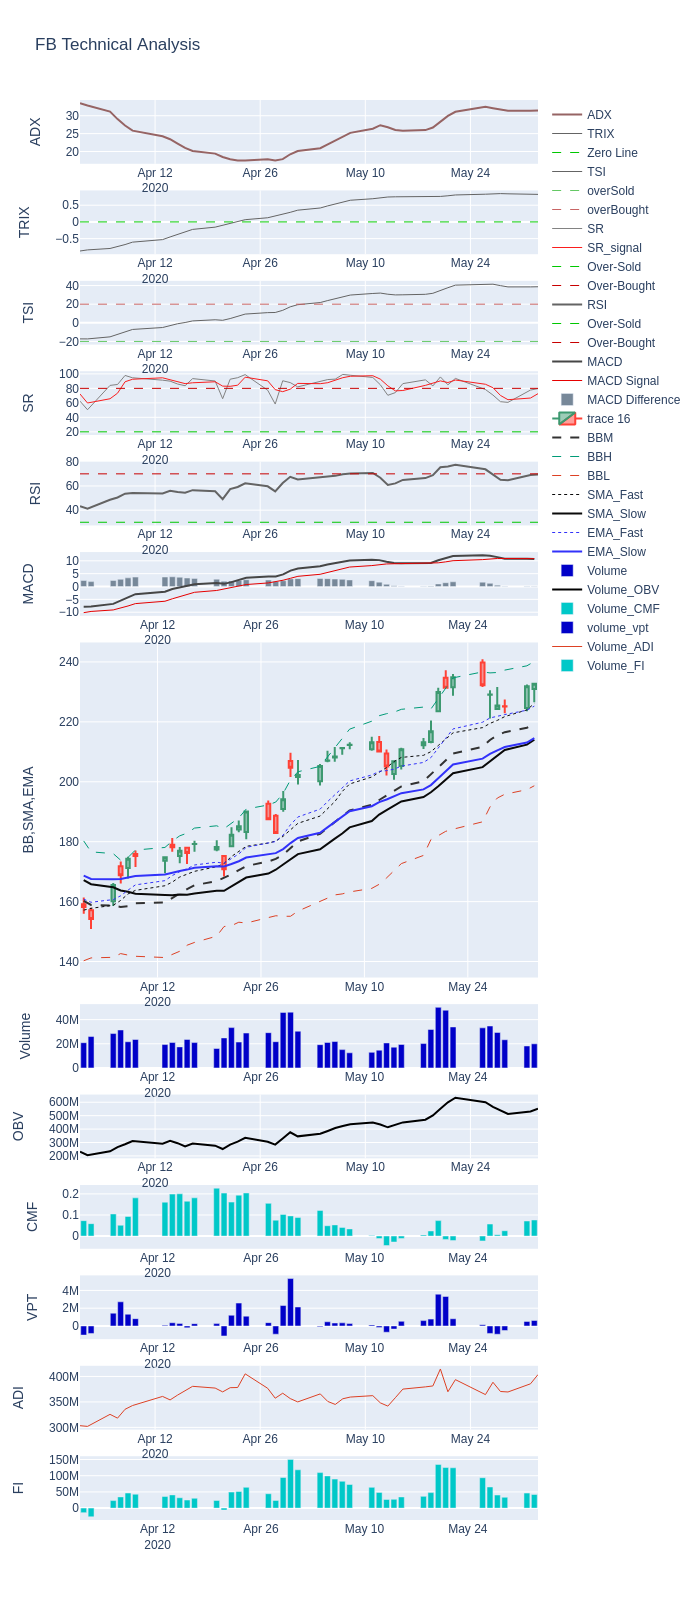 FB Technical Analysis
ADX
30
25
20
Apr 12
2020
Apr 26
May 10
May 24
TRIX
0.5
0
−0.5
Apr 12
2020
Apr 26
May 10
May 24
TSI
40
20
0
−20
Apr 12
2020
Apr 26
May 10
May 24
SR
100
80
60
40
20
Apr 12
2020
Apr 26
May 10
May 24
RSI
80
60
40
Apr 12
2020
Apr 26
May 10
May 24
MACD
10
5
0
−5
−10
Apr 12
2020
Apr 26
May 10
May 24
BB,SMA,EMA
240
220
200
180
160
140
Apr 12
2020
Apr 26
May 10
May 24
Volume
40M
20M
0
Apr 12
2020
Apr 26
May 10
May 24
OBV
600M
500M
400M
300M
200M
Apr 12
2020
Apr 26
May 10
May 24
CMF
0.2
0.1
0
Apr 12
2020
Apr 26
May 10
May 24
VPT
4M
2M
0
Apr 12
2020
Apr 26
May 10
May 24
ADI
400M
350M
300M
Apr 12
2020
Apr 26
May 10
May 24
FI
150M
100M
50M
0
Apr 12
2020
Apr 26
May 10
May 24
ADX
TRIX
Zero Line
TSI
overSold
overBought
SR
SR_signal
Over-Sold
Over-Bought
RSI
Over-Sold
Over-Bought
MACD
MACD Signal
MACD Difference
trace 16
BBM
BBH
BBL
SMA_Fast
SMA_Slow
EMA_Fast
EMA_Slow
Volume
Volume_OBV
Volume_CMF
volume_vpt
Volume_ADI
Volume_FI